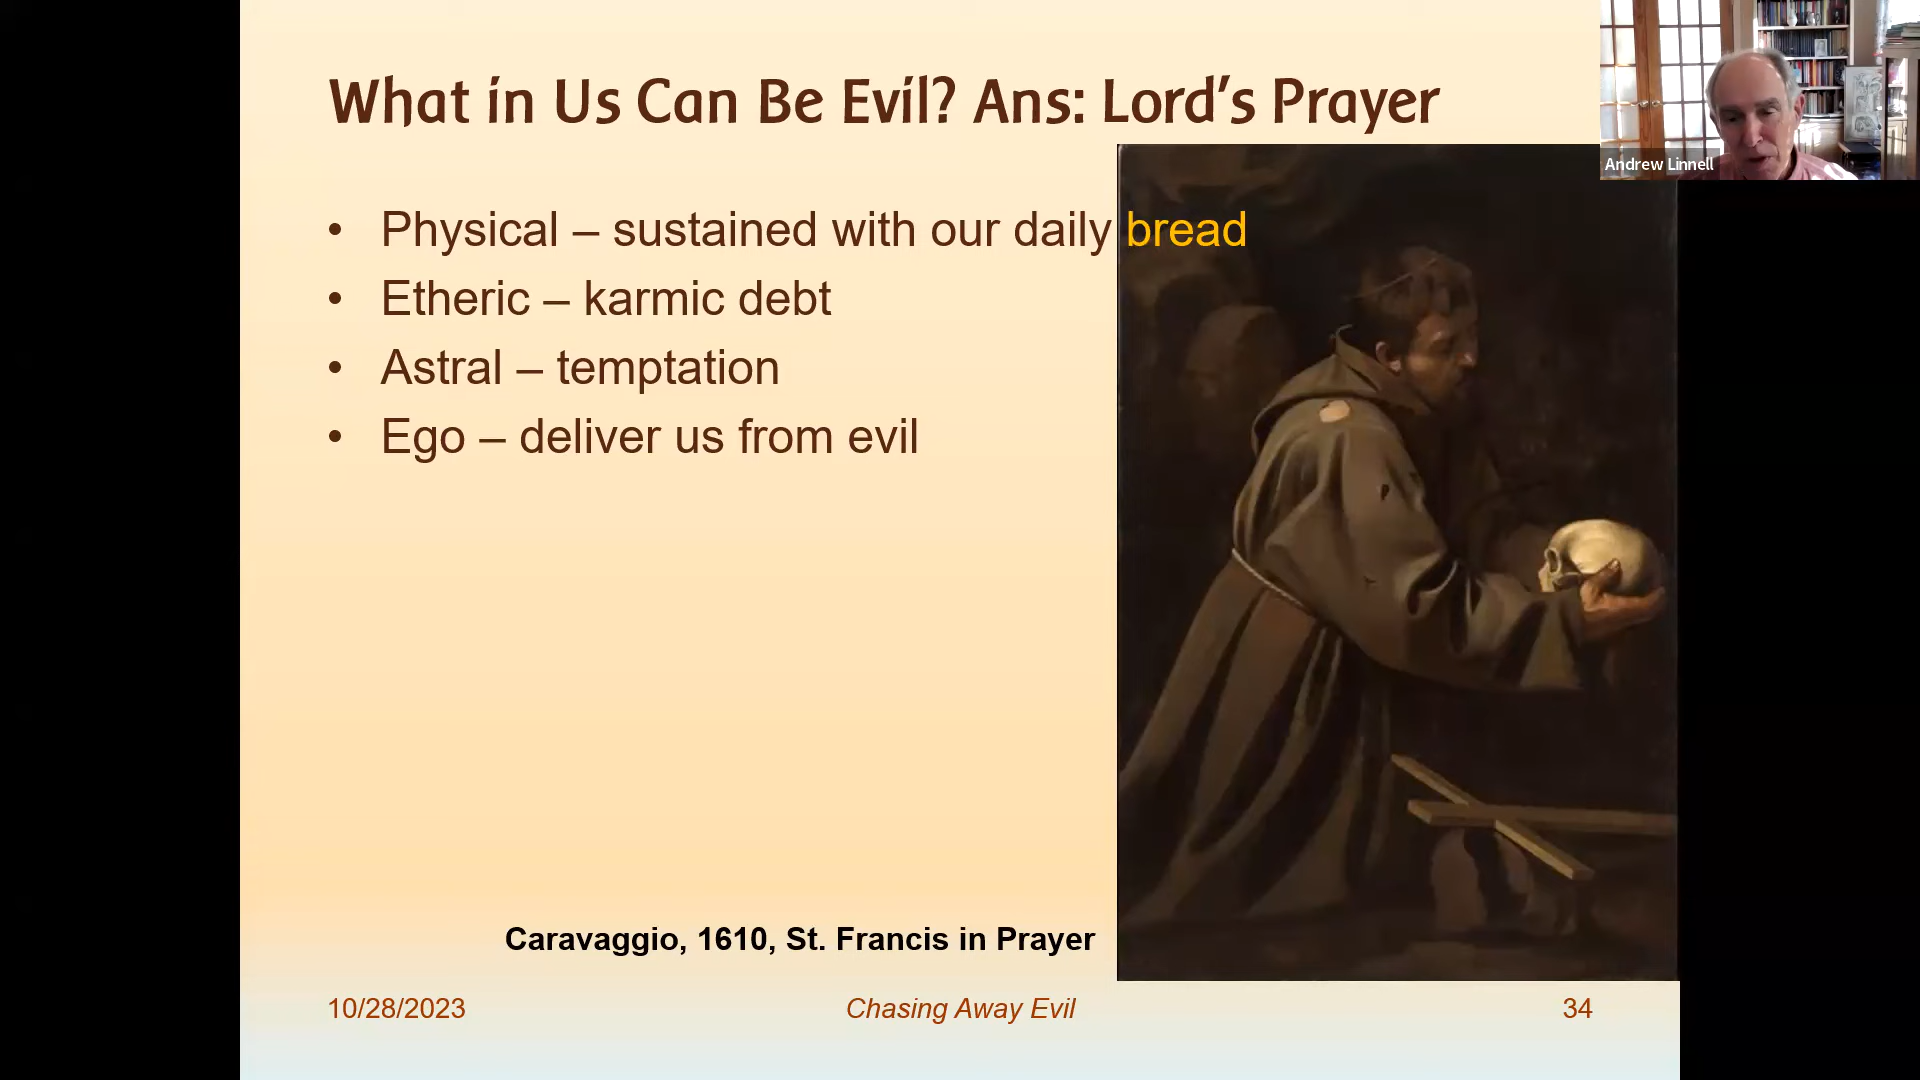 What in Us Can Be Evil? Ans: Lord's Prayer
Andrew Linnell
• Physical – sustained with our daily bread
• Etheric – karmic debt
• Astral – temptation
• Ego – deliver us from evil
Caravaggio, 1610, St. Francis in Prayer
10/28/2023
Chasing Away Evil
34